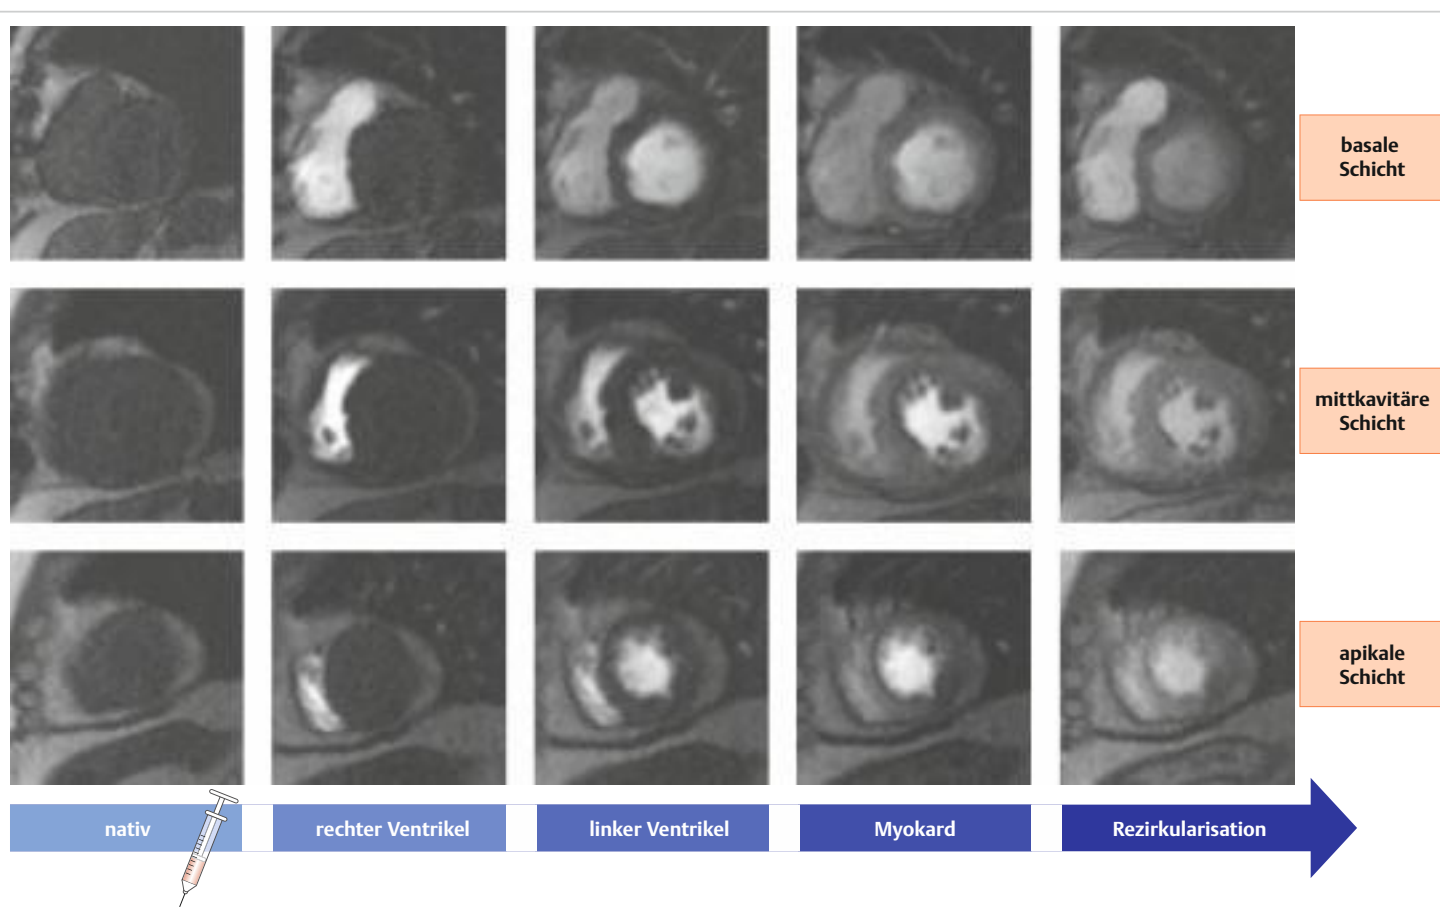 basale
Schicht
mittkavitäre
Schicht
apikale
Schicht
nativ
rechter Ventrikel
linker Ventrikel
Myokard
Rezirkularisation